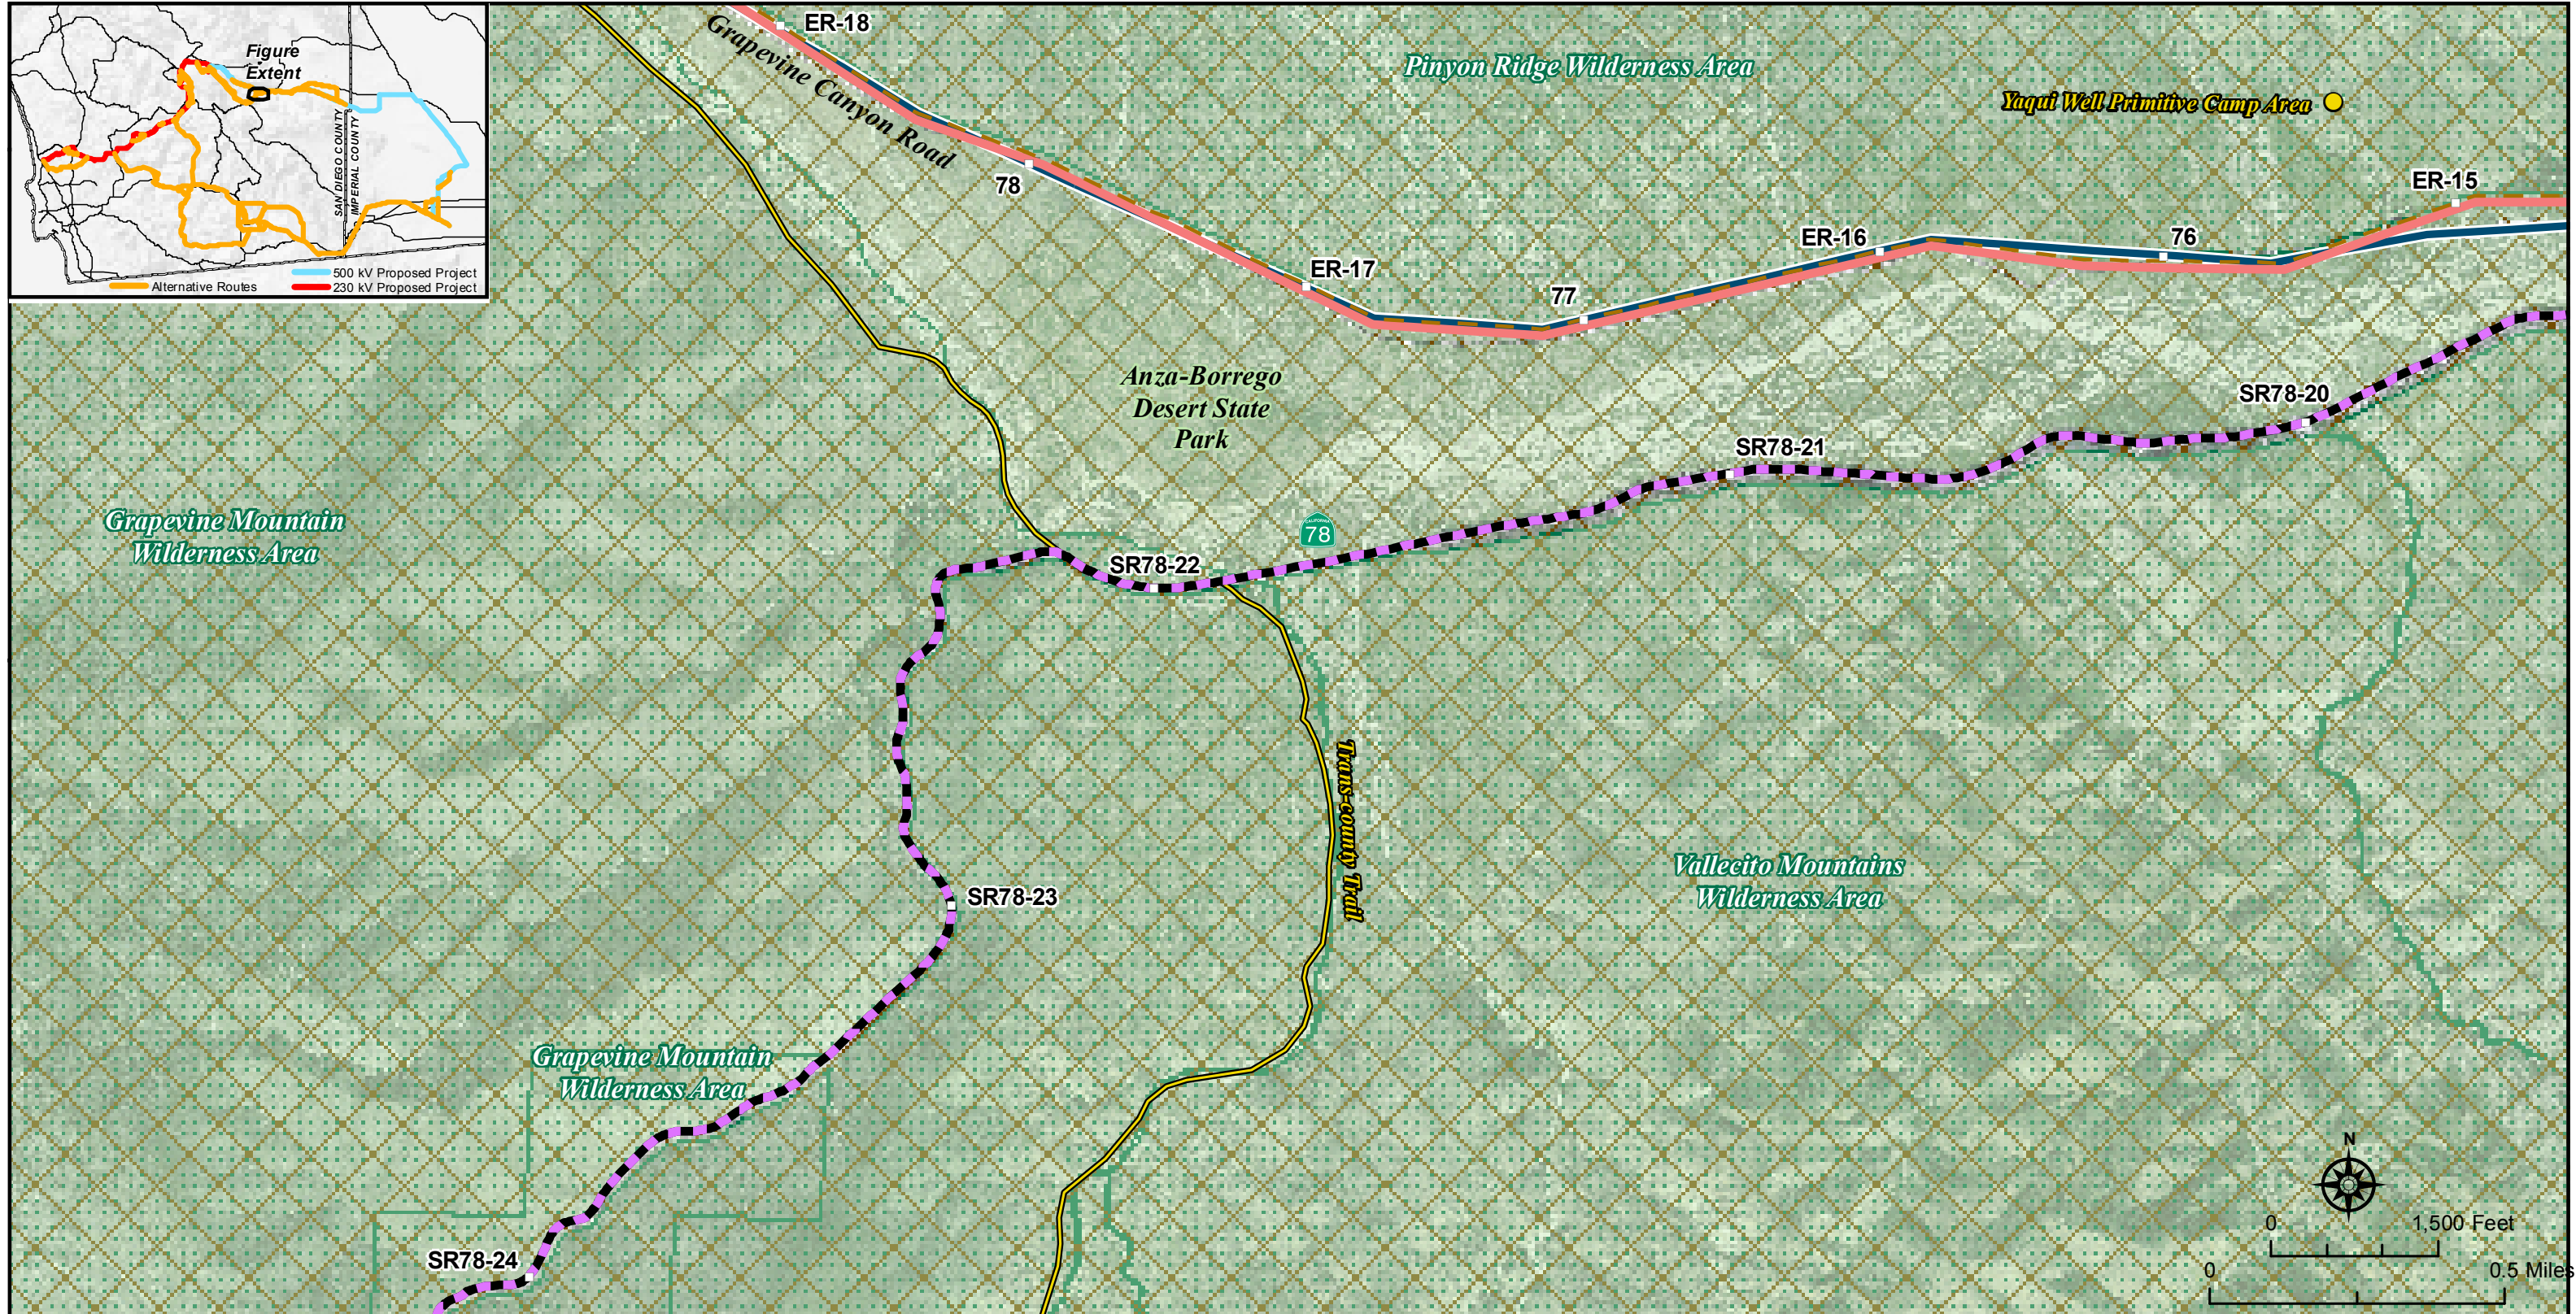 Figure
Extent
SAN DIEGO COUNTY
IMPERIAL COUNTY
500 kV Proposed Project
Alternative Routes
230 kV Proposed Project
ER-18
Grapevine Canyon Road
Pinyon Ridge Wilderness Area
Yaqui Well Primitive Camp Area
78
ER-15
ER-16
76
ER-17
77
Anza-Borrego
Desert State
Park
SR78-20
SR78-21
Grapevine Mountain
Wilderness Area
CALIFORNIA
78
SR78-22
Trans-county Trail
Vallecito Mountains
Wilderness Area
SR78-23
Grapevine Mountain
Wilderness Area
SR78-24
N
0 1,500 Feet
0 0.5 Miles